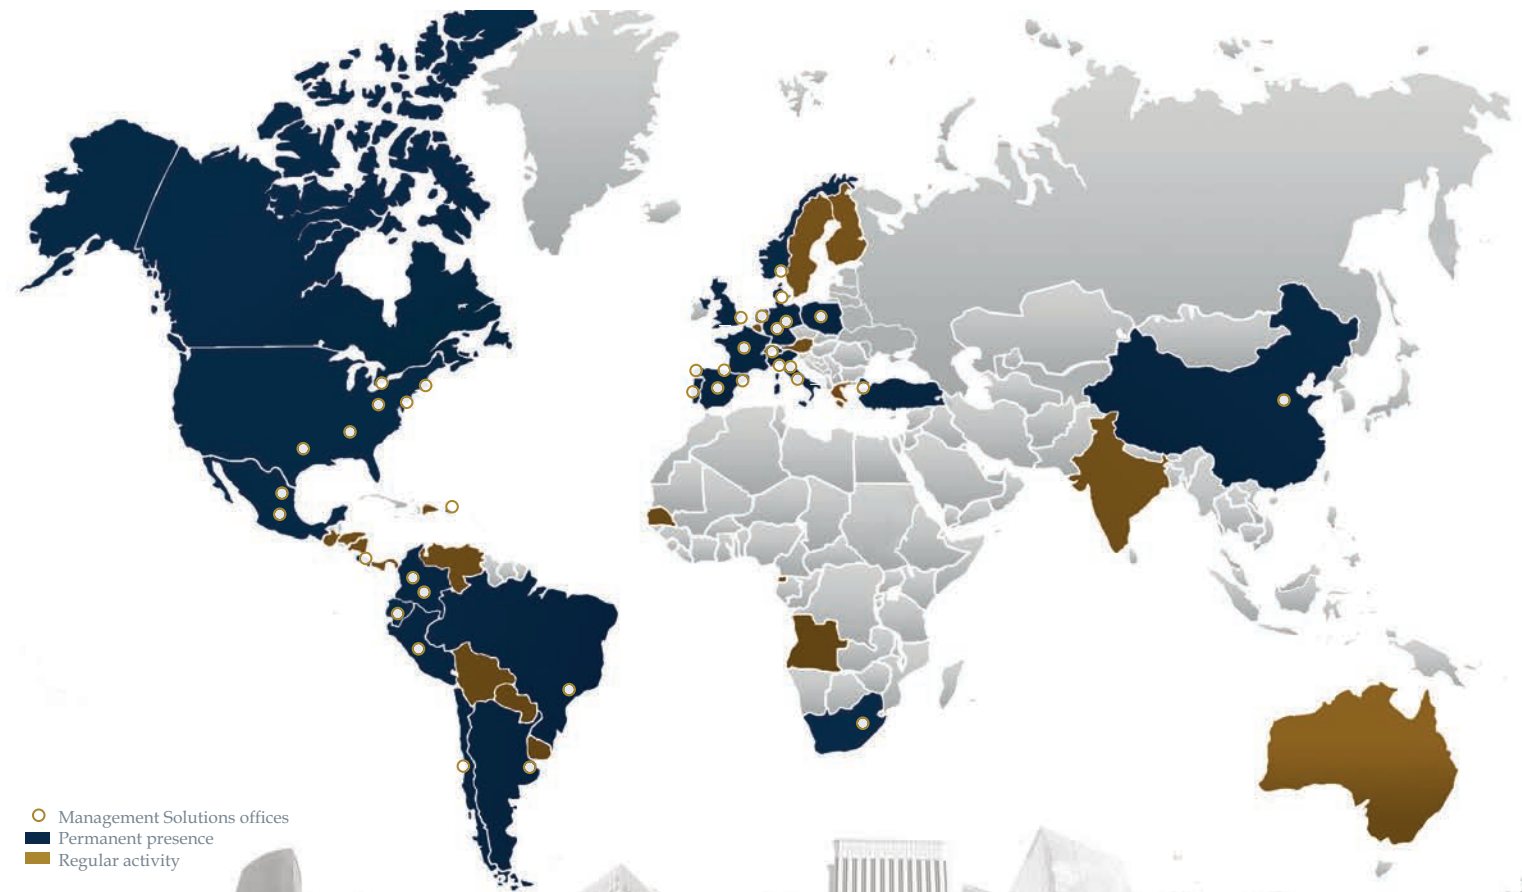 Management Solutions offices
Permanent presence
Regular activity